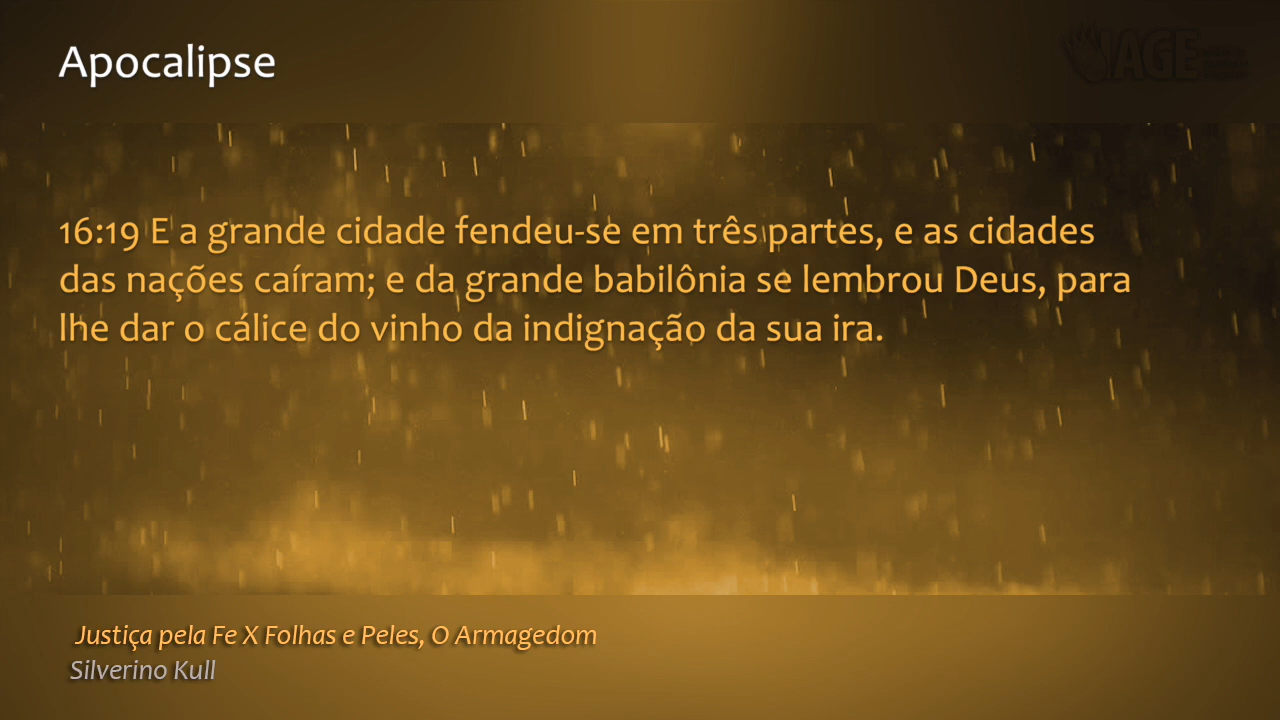 Apocalipse
IAGE
16:19 E a grande cidade fendeu-se em três partes, e as cidades
das nações caíram; e da grande babilônia se lembrou Deus, para
lhe dar o cálice do vinho da indignação da sua ira.
Justiça pela Fe X Folhas e Peles, O Armagedom
Silverino Kull